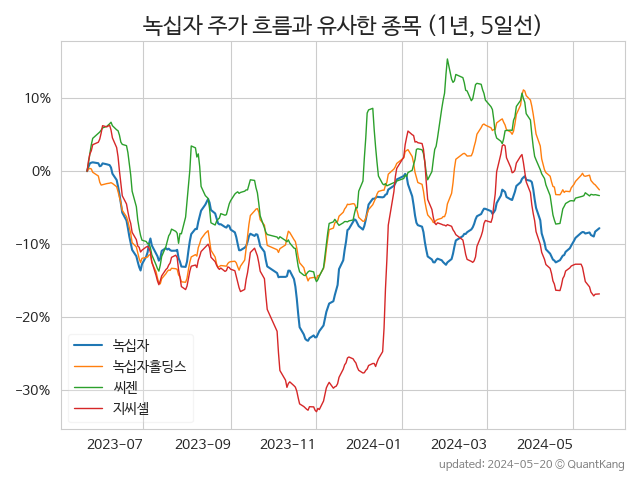 녹십자 주가 흐름과 유사한 종목 (1년, 5일선)
10%
0%
−10%
−20%
−30%
녹십자
녹십자홀딩스
씨젠
지씨셀
2023-07 2023-09 2023-11 2024-01 2024-03 2024-05
updated: 2024-05-20 © QuantKang